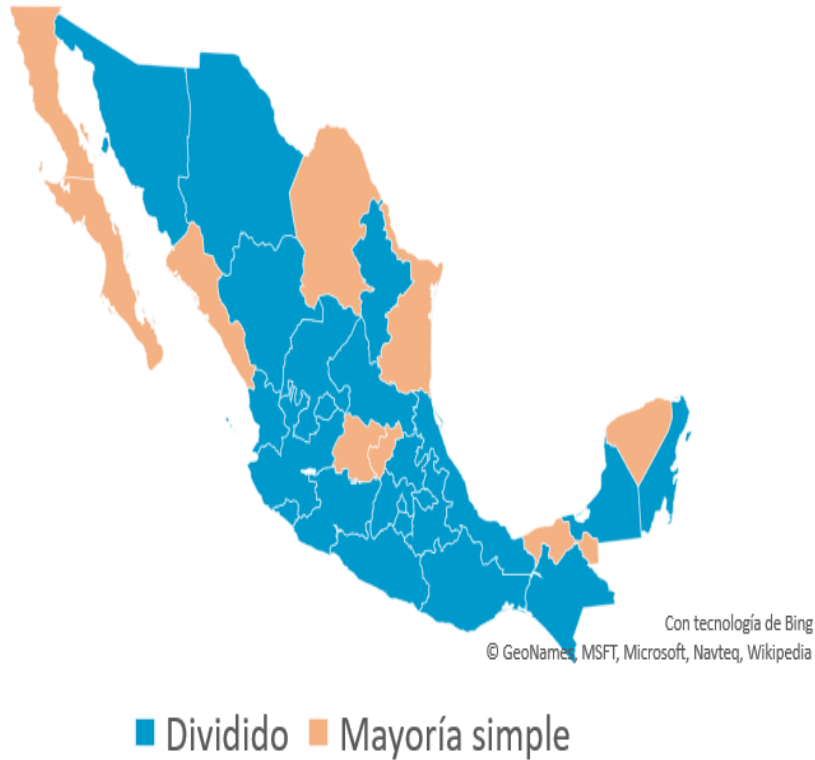 Con tecnología de Bing
© GeoNames, MSFT, Microsoft, Navteq, Wikipedia
Dividido Mayoría simple